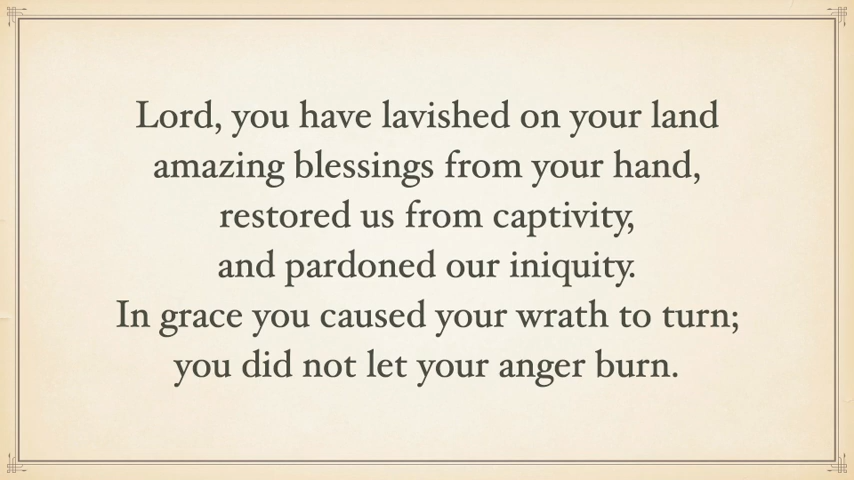 Lord, you have lavished on your land
amazing blessings from your hand,
restored us from captivity,
and pardoned our iniquity.
In grace you caused your wrath to turn;
you did not let your anger burn.